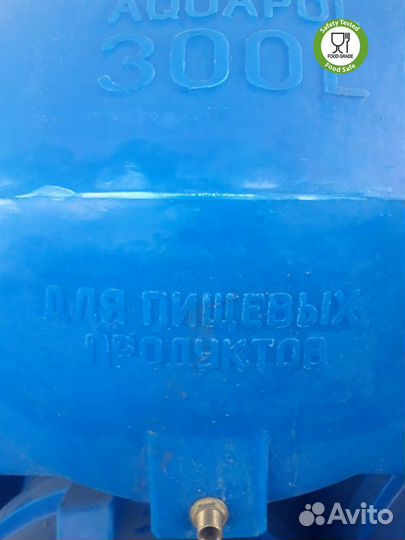 AQUAPOL
300L
Safety Tested
FOOD-GRADE
Food Safe
ДЛЯ ПИЩЕВЫХ
ПРОДУКТОВ
Avito